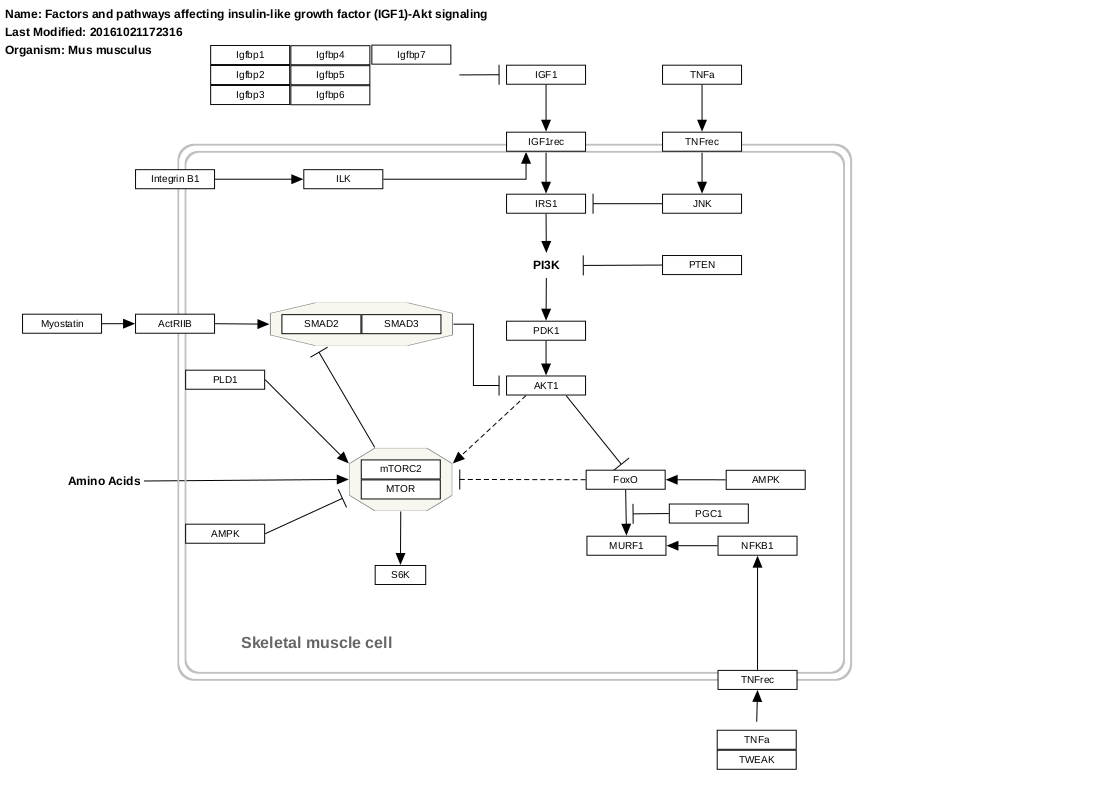 Name: Factors and pathways affecting insulin-like growth factor (IGF1)-Akt signaling
Last Modified: 20161021172316
Organism: Mus musculus
Igfbp1
Igfbp4
Igfbp7
Igfbp2
Igfbp5
Igfbp3
Igfbp6
IGF1
TNFa
IGF1rec
TNFrec
Integrin B1
ILK
IRS1
JNK
PI3K
PTEN
Myostatin
ActRIIB
SMAD2
SMAD3
PDK1
PLD1
AKT1
mTORC2
MTOR
Amino Acids
FoxO
AMPK
PGC1
AMPK
MURF1
NFKB1
S6K
Skeletal muscle cell
TNFrec
TNFa
TWEAK